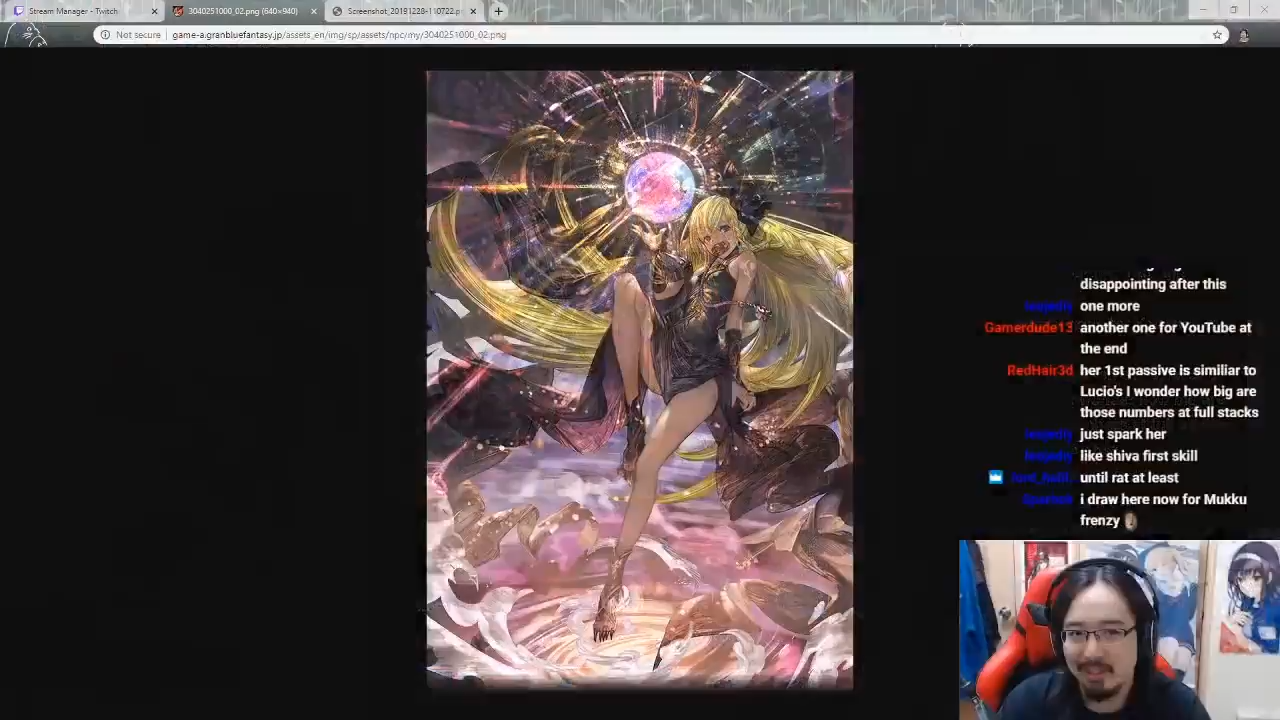 Stream Manager - Twitch
3040251000_02.png (640×940)
Screenshot_20191228-110722.p
Not secure
game-a.granbluefantasy.jp/assets_en/img/sp/assets/npc/my/3040251000_02.png
disappointing after this
one more
Gamerdude13 another one for YouTube at
the end
RedHair3d her 1st passive is similiar to
Lucio's I wonder how big are
those numbers at full stacks
just spark her
like shiva first skill
until rat at least
i draw here now for Mukku
frenzy